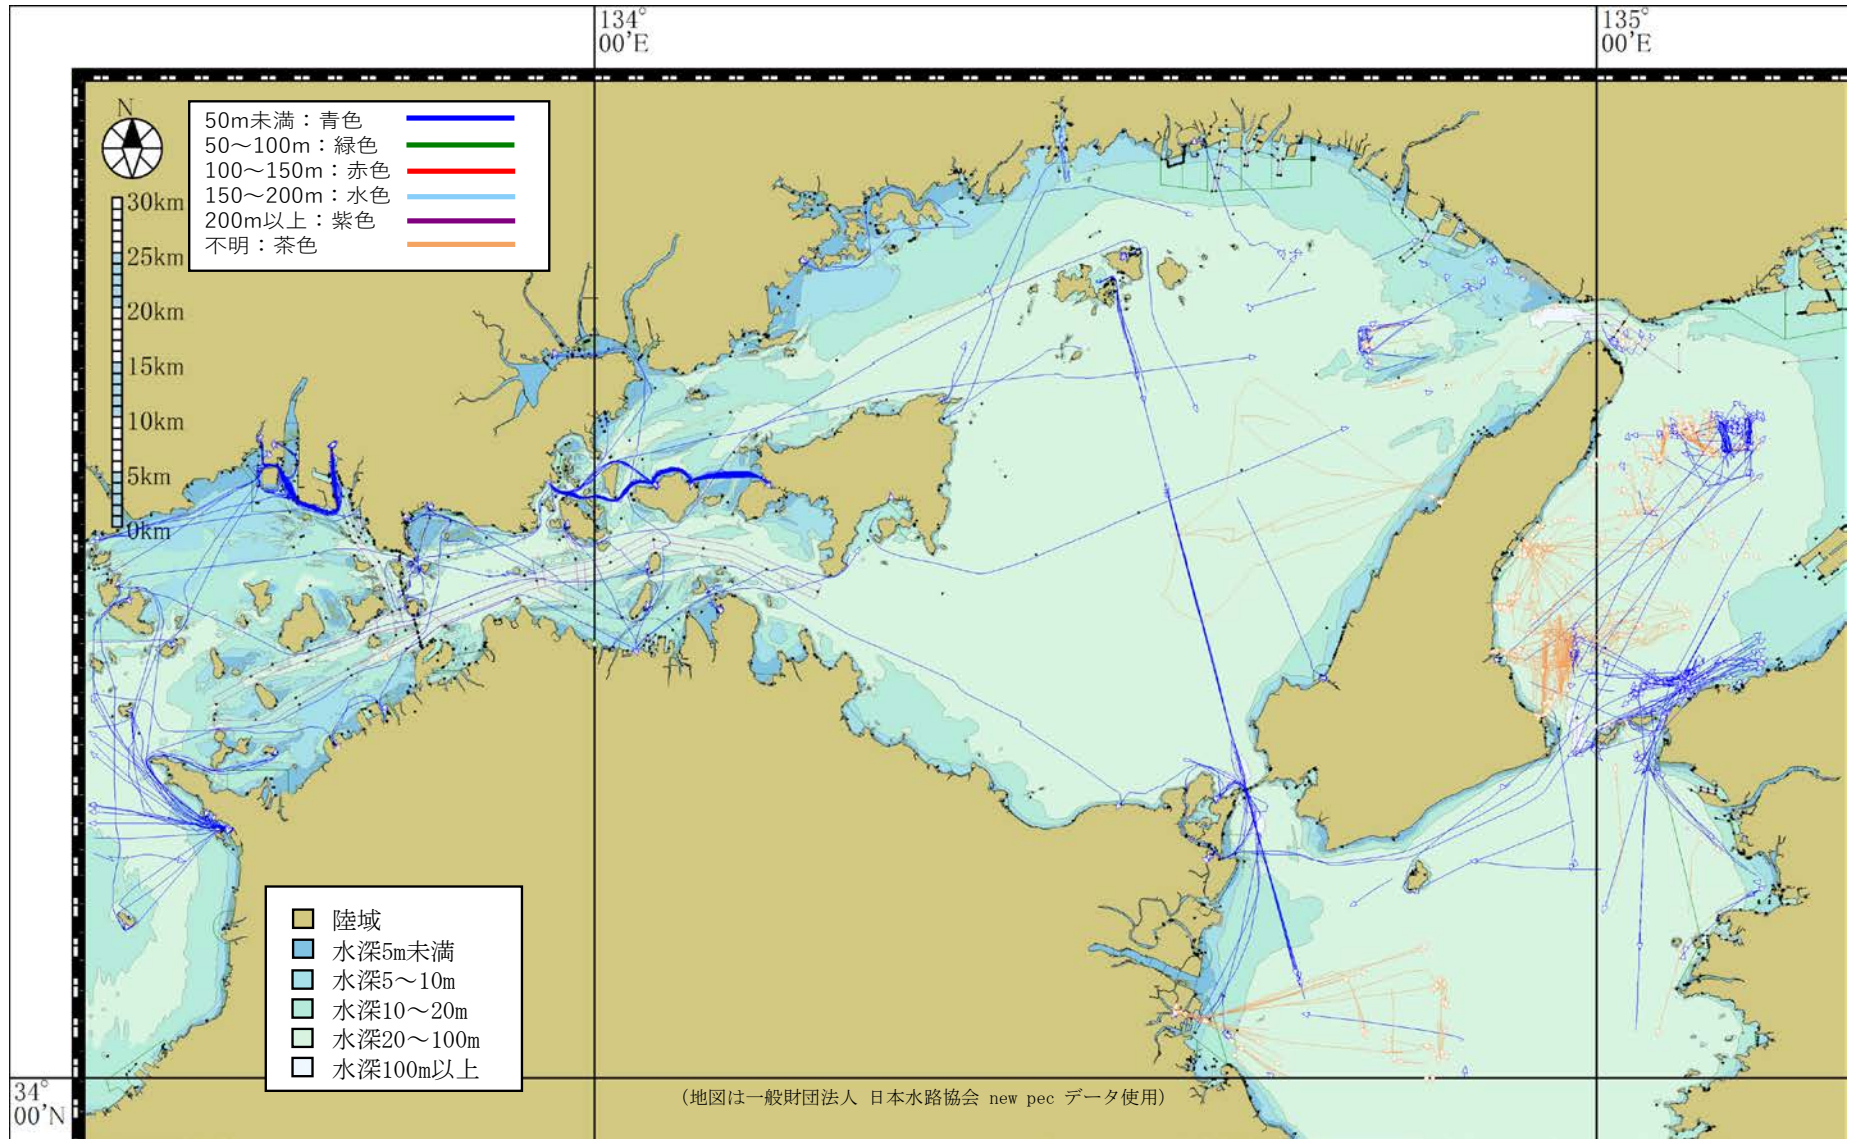 134°
00'E
135°
00'E
N
50m未満：青色
50～100m：緑色
100～150m：赤色
150～200m：水色
200m以上：紫色
不明：茶色
30km
25km
20km
15km
10km
5km
0km
陸域
水深5m未満
水深5～10m
水深10～20m
水深20～100m
水深100m以上
34°
00'N
(地図は一般財団法人 日本水路協会 new pec データ使用)